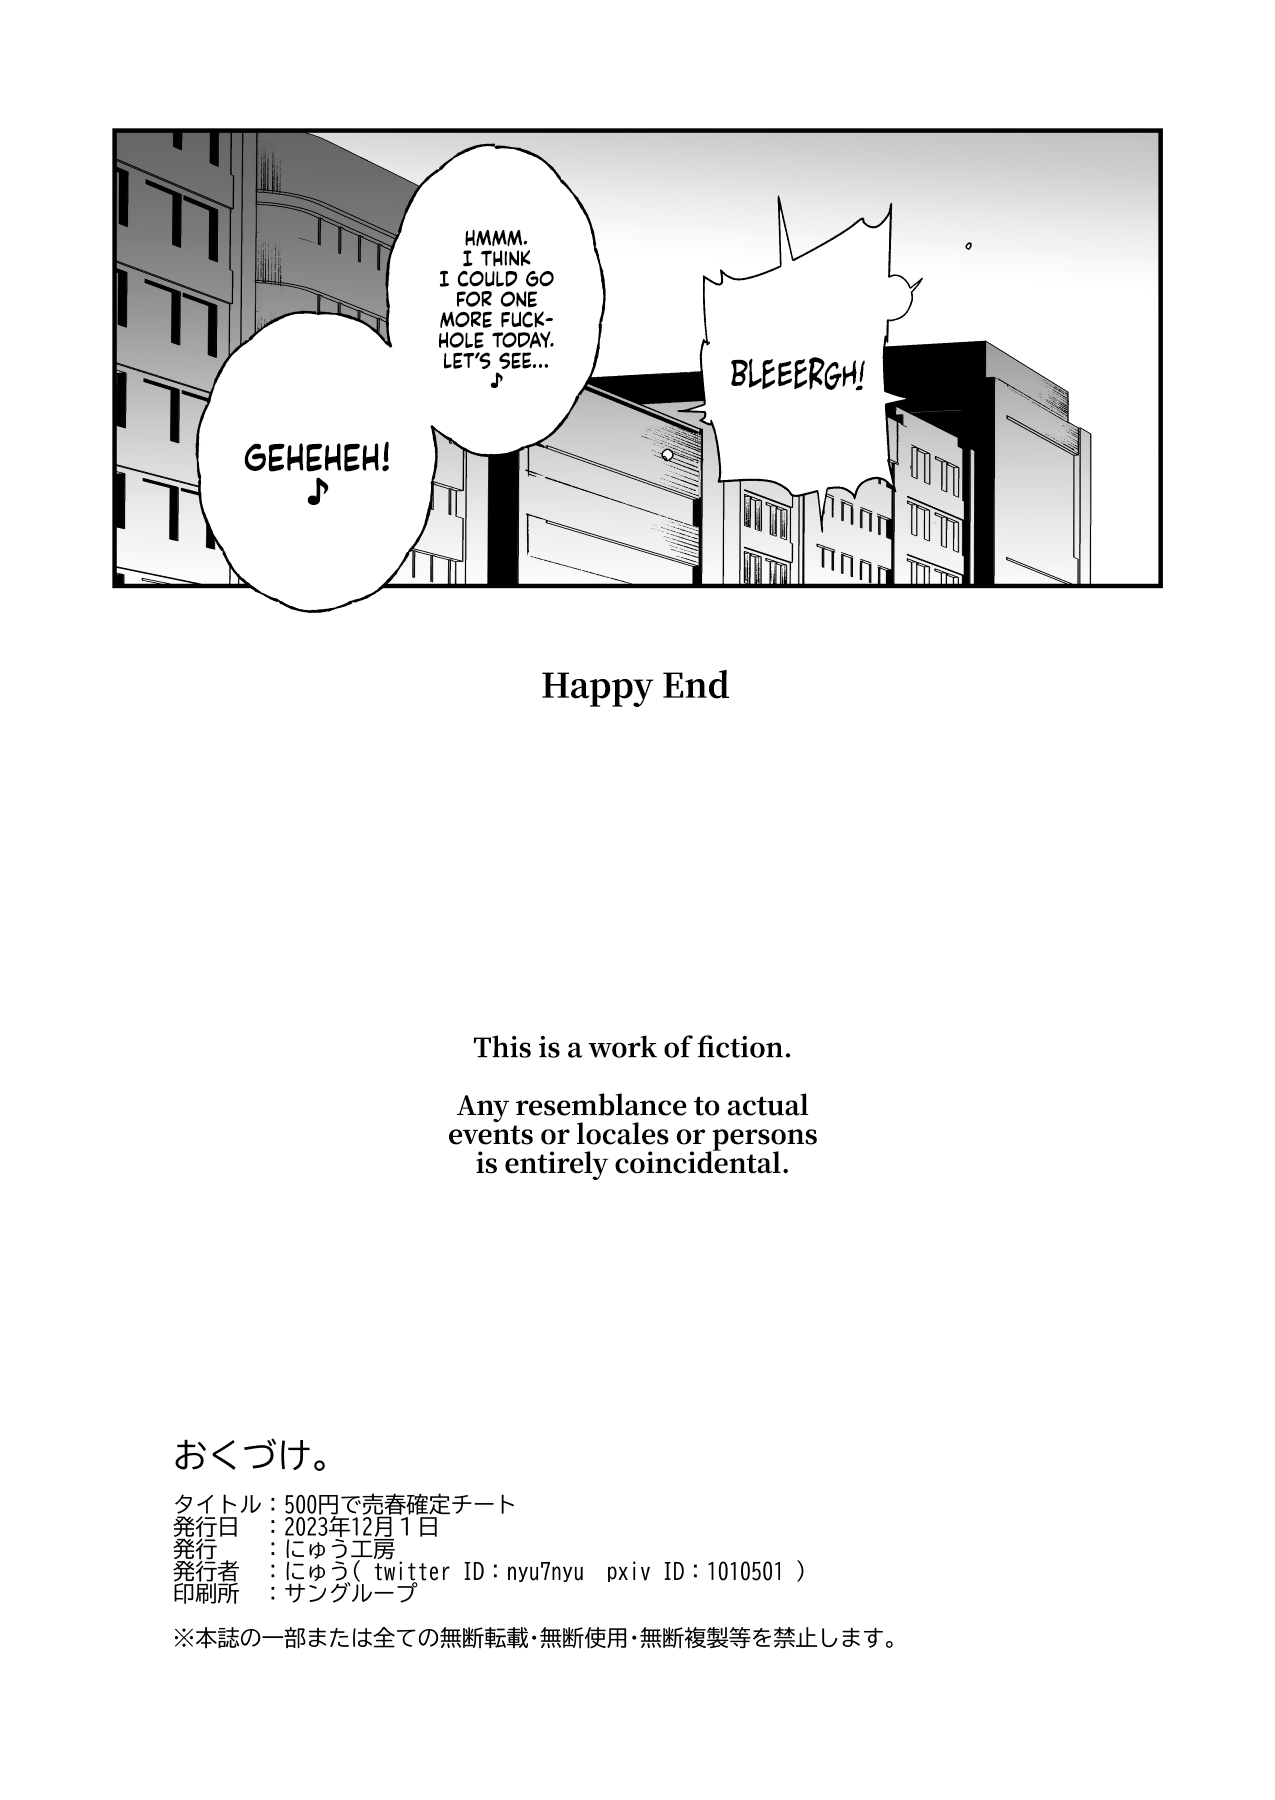 BLEEERGH!
HMMM.
I THINK
I COULD GO
FOR ONE
MORE FUCK-
HOLE TODAY.
LET'S SEE...
♪
GEHEHEH!
♪
Happy End
This is a work of fiction.
Any resemblance to actual
events or locales or persons
is entirely coincidental.
おくづけ。
タイトル：500円で売春確定チート
発行日　：2023年12月１日
発行　　：にゅう工房
発行者　：にゅう( twitter ID：nyu7nyu　pxiv ID：1010501 )
印刷所　：サングループ
※本誌の一部または全ての無断転載･無断使用･無断複製等を禁止します。